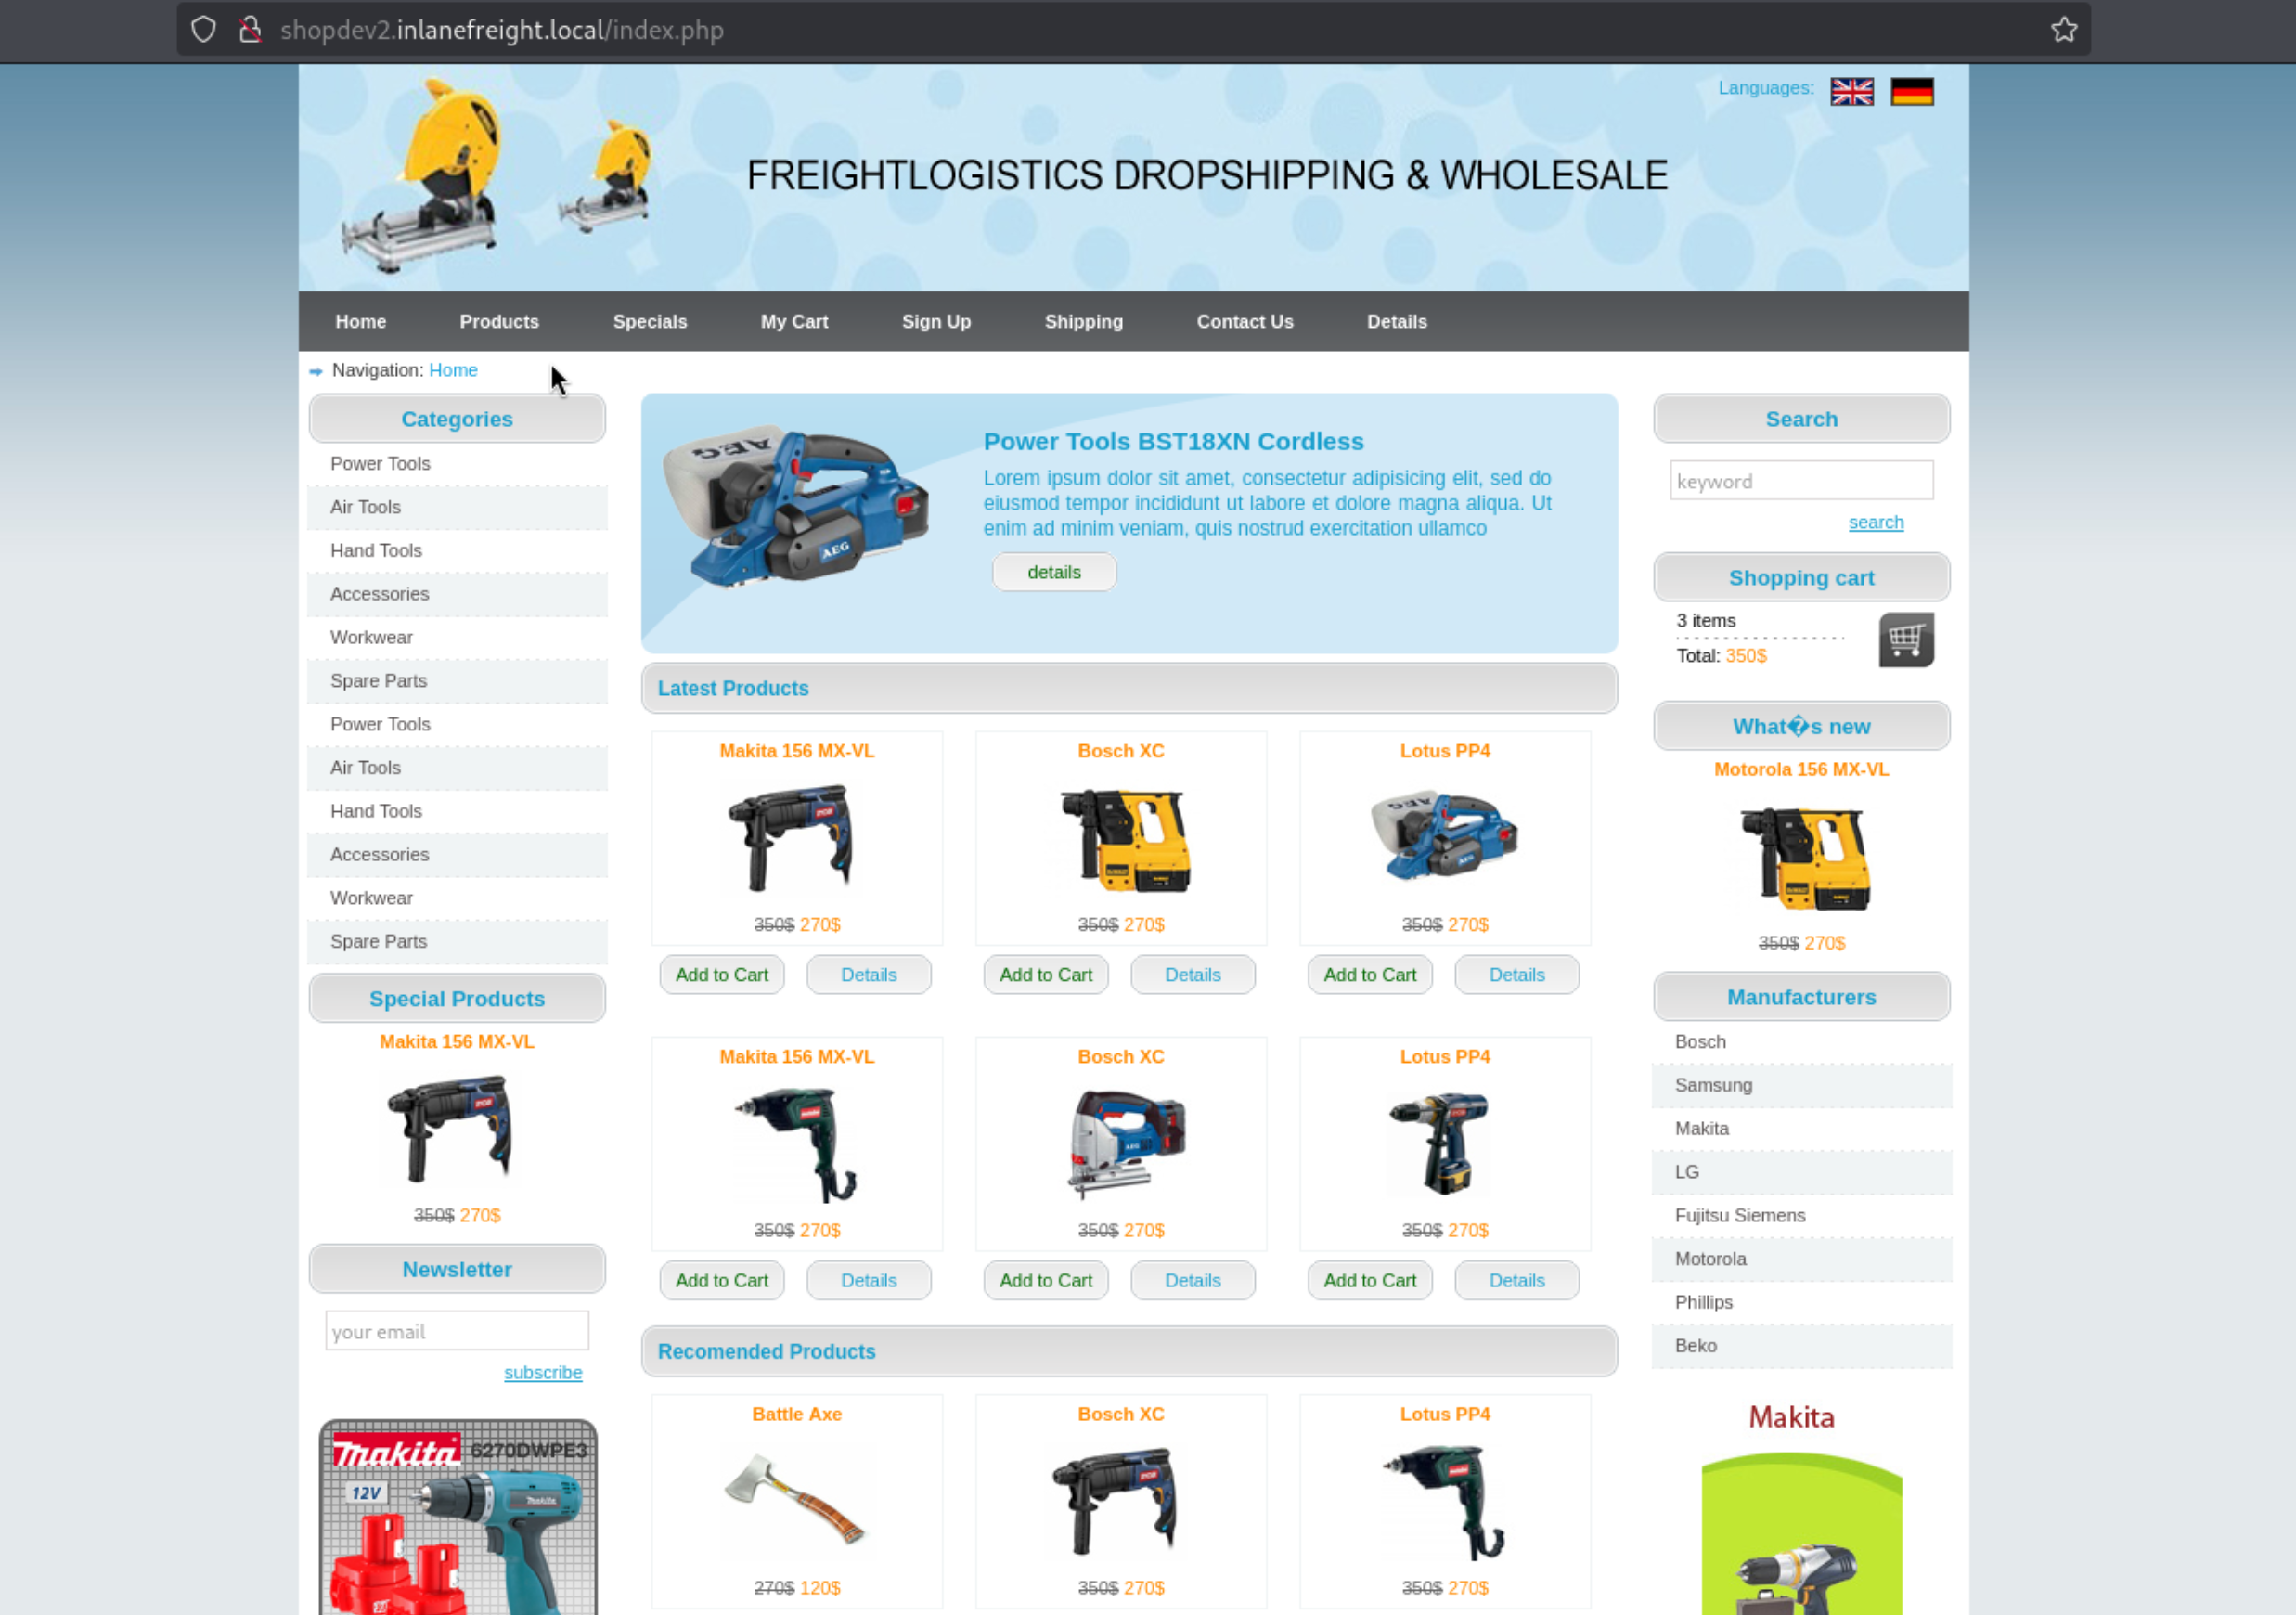 shopdev2.inlanefreight.local/index.php
Languages:
FREIGHTLOGISTICS DROPSHIPPING & WHOLESALE
Home Products Specials My Cart Sign Up Shipping Contact Us Details
Navigation: Home
Categories
Power Tools
Air Tools
Hand Tools
Accessories
Workwear
Spare Parts
Power Tools
Air Tools
Hand Tools
Accessories
Workwear
Spare Parts
Special Products
Makita 156 MX-VL
350$ 270$
Newsletter
your email
subscribe
makita 6270DWPE3
12V
makita
AEG
AEG
Power Tools BST18XN Cordless
Lorem ipsum dolor sit amet, consectetur adipisicing elit, sed do
eiusmod tempor incididunt ut labore et dolore magna aliqua. Ut
enim ad minim veniam, quis nostrud exercitation ullamco
details
Latest Products
Makita 156 MX-VL Bosch XC Lotus PP4
350$ 270$ 350$ 270$ 350$ 270$
Add to Cart Details Add to Cart Details Add to Cart Details
Makita 156 MX-VL Bosch XC Lotus PP4
350$ 270$ 350$ 270$ 350$ 270$
Add to Cart Details Add to Cart Details Add to Cart Details
Recomended Products
Battle Axe Bosch XC Lotus PP4
270$ 120$ 350$ 270$ 350$ 270$
Search
keyword
search
Shopping cart
3 items
Total: 350$
What�s new
Motorola 156 MX-VL
350$ 270$
Manufacturers
Bosch
Samsung
Makita
LG
Fujitsu Siemens
Motorola
Phillips
Beko
Makita